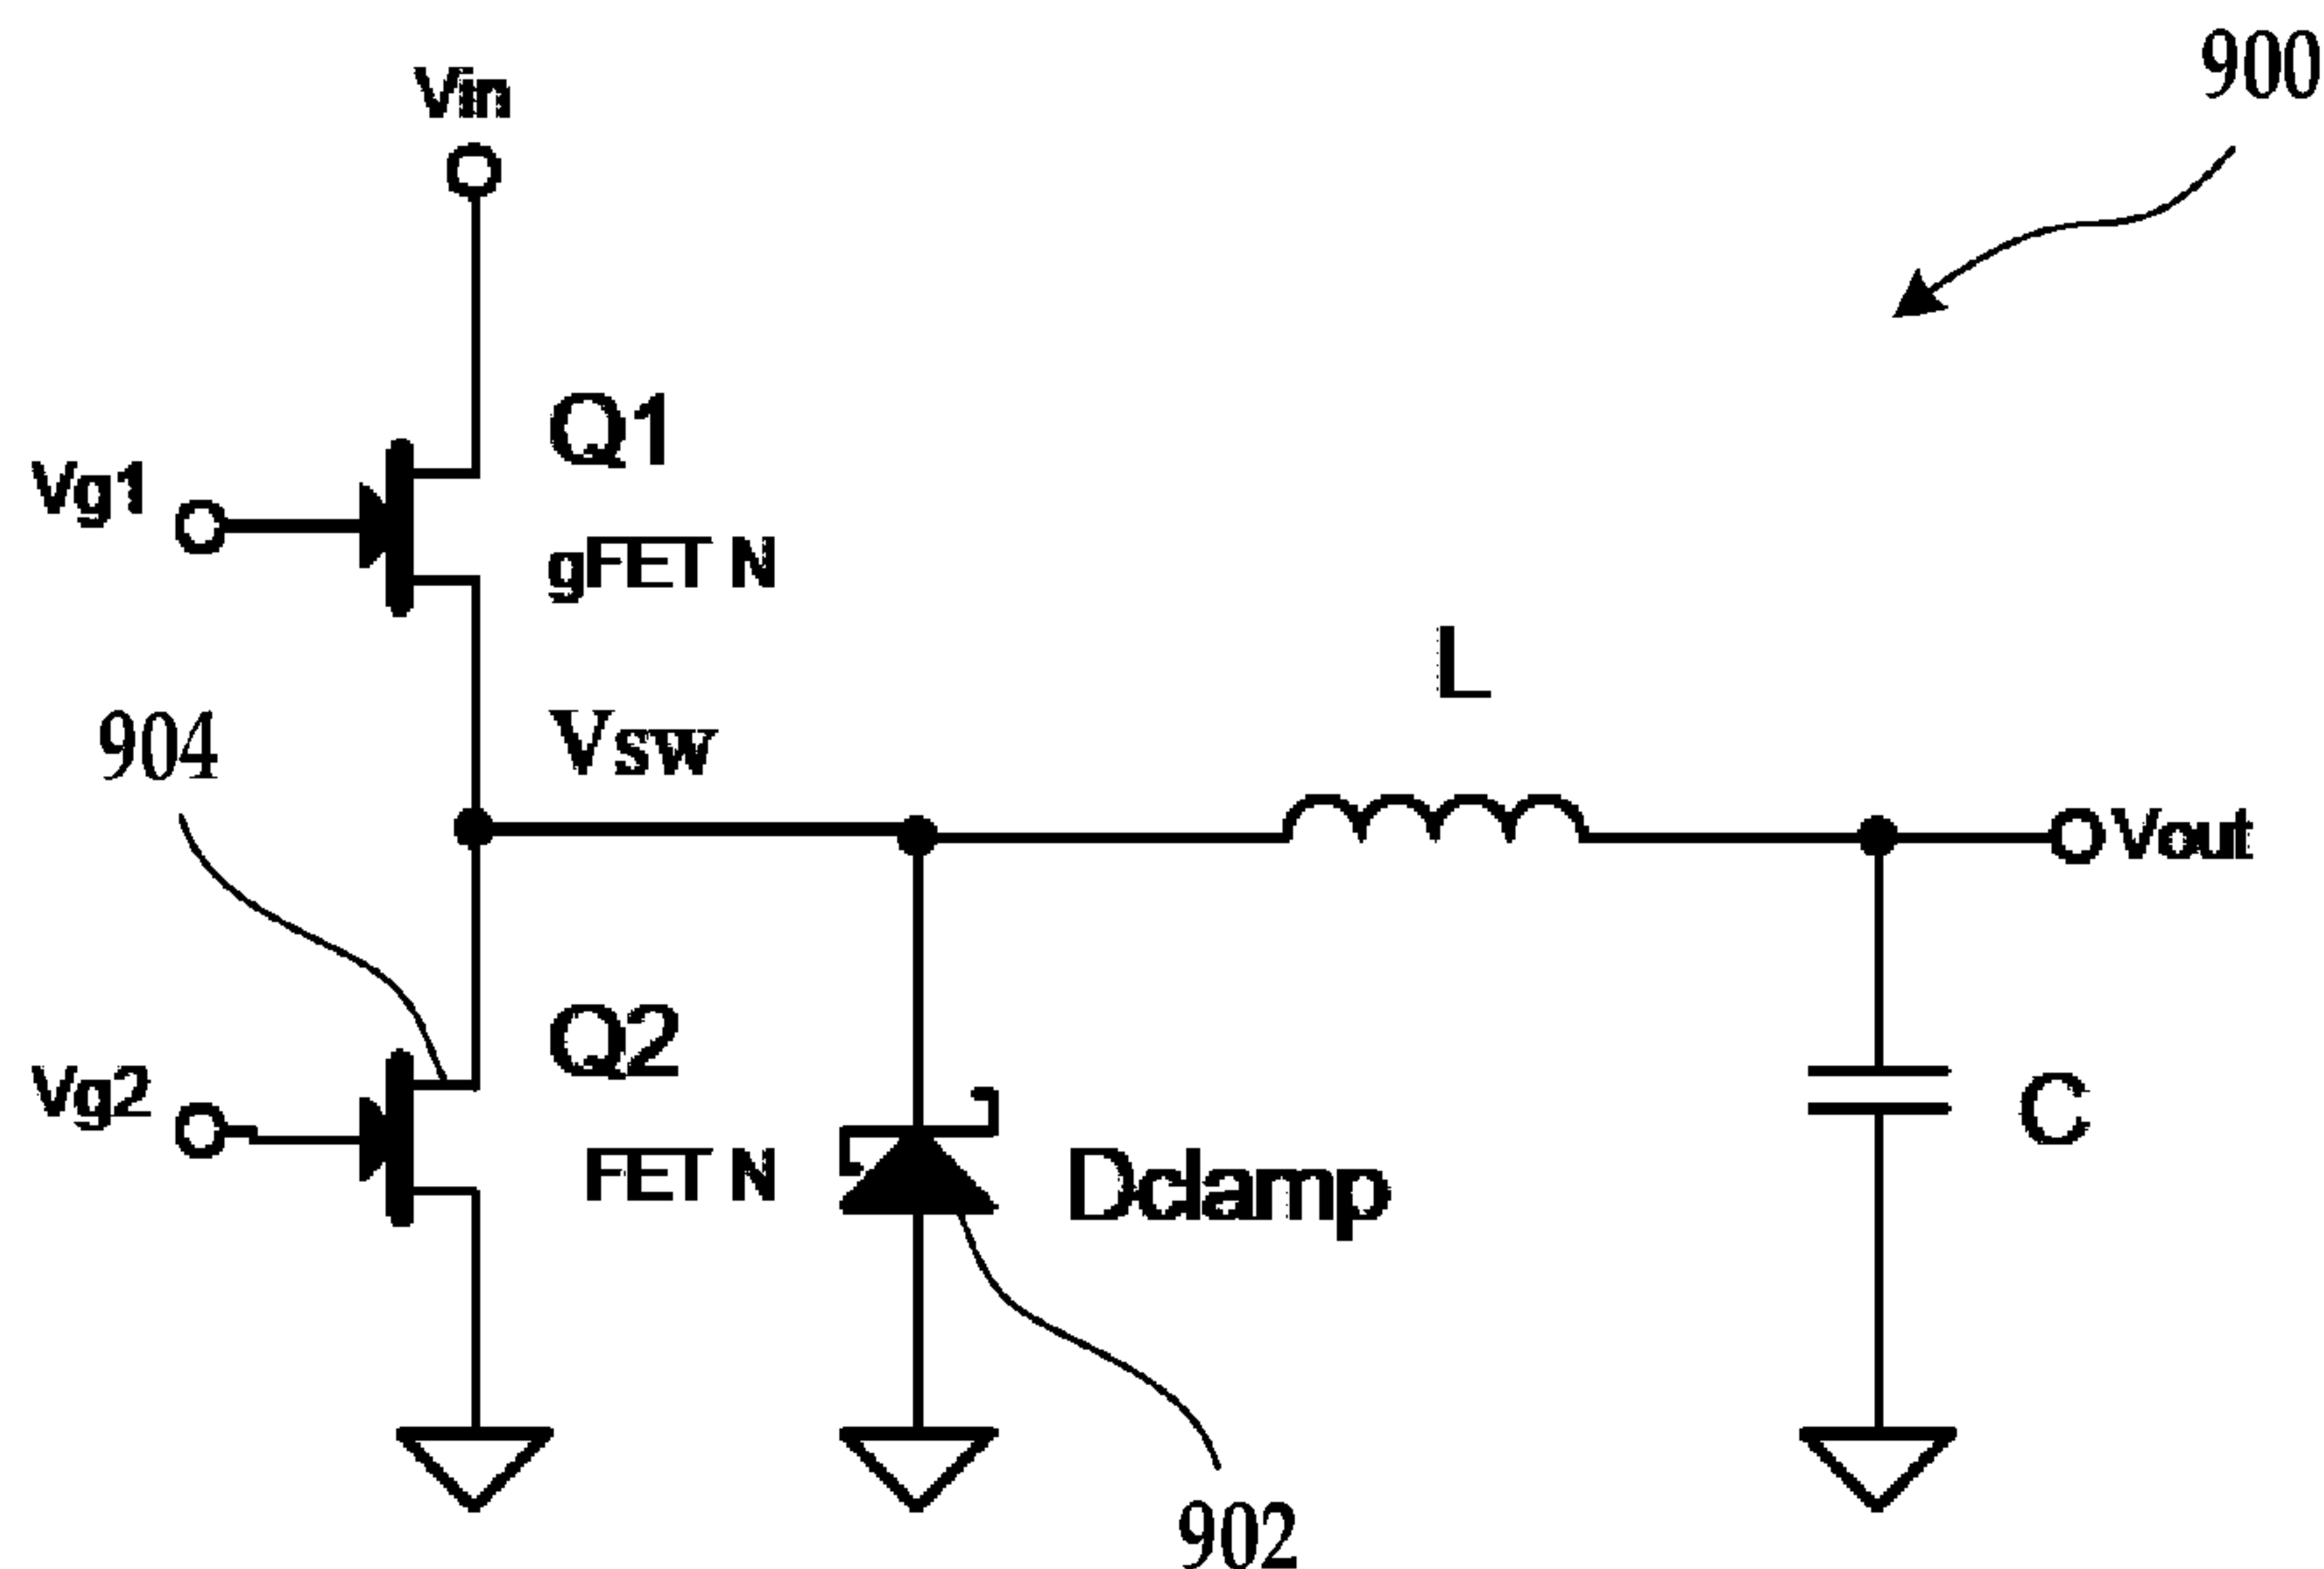 900
Vin
Q1
Vg1
gFET N
L
904
Vsw
Vout
Q2
Vg2
C
FET N
Dclamp
902